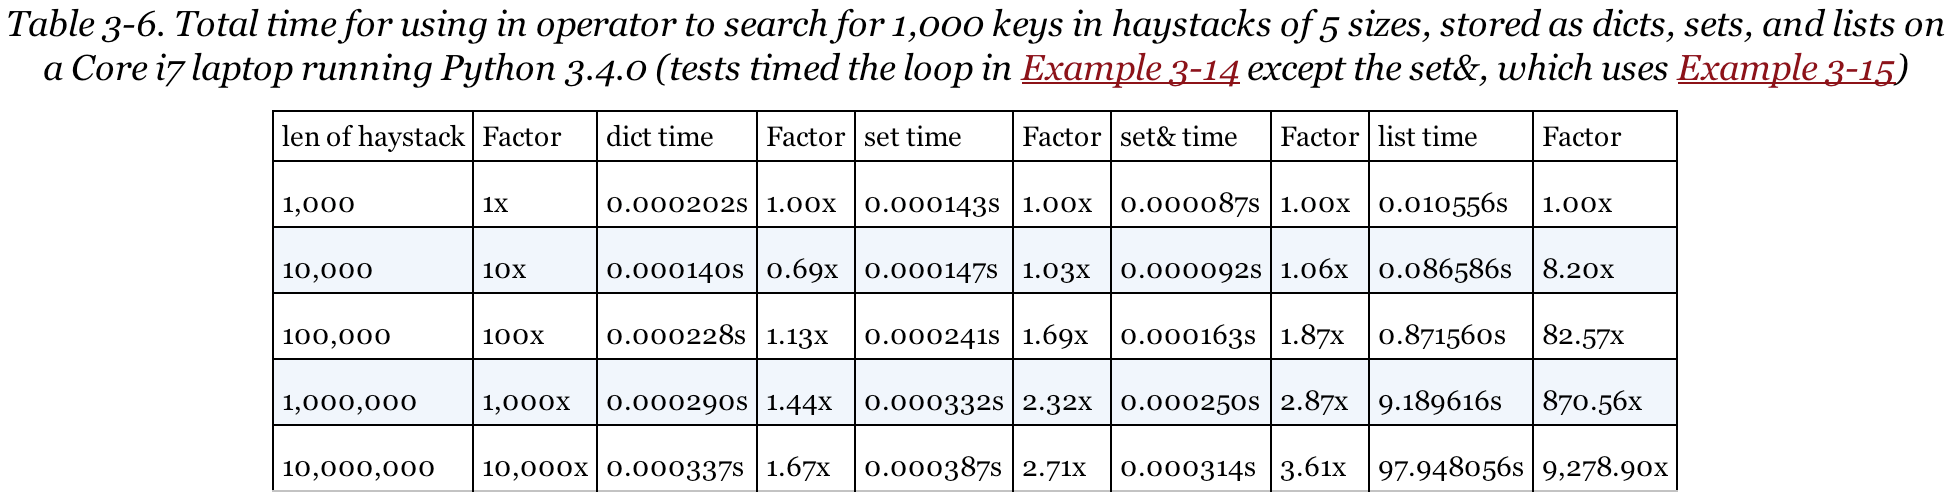 Table 3-6. Total time for using in operator to search for 1,000 keys in haystacks of 5 sizes, stored as dicts, sets, and lists on
a Core i7 laptop running Python 3.4.0 (tests timed the loop in Example 3-14 except the set&, which uses Example 3-15)
len of haystack Factor dict time Factor set time Factor set& time Factor list time Factor
1,000 1x 0.000202s 1.00x 0.000143s 1.00x 0.000087s 1.00x 0.010556s 1.00x
10,000 10x 0.000140s 0.69x 0.000147s 1.03x 0.000092s 1.06x 0.086586s 8.20x
100,000 100x 0.000228s 1.13x 0.000241s 1.69x 0.000163s 1.87x 0.871560s 82.57x
1,000,000 1,000x 0.000290s 1.44x 0.000332s 2.32x 0.000250s 2.87x 9.189616s 870.56x
10,000,000 10,000x 0.000337s 1.67x 0.000387s 2.71x 0.000314s 3.61x 97.948056s 9,278.90x